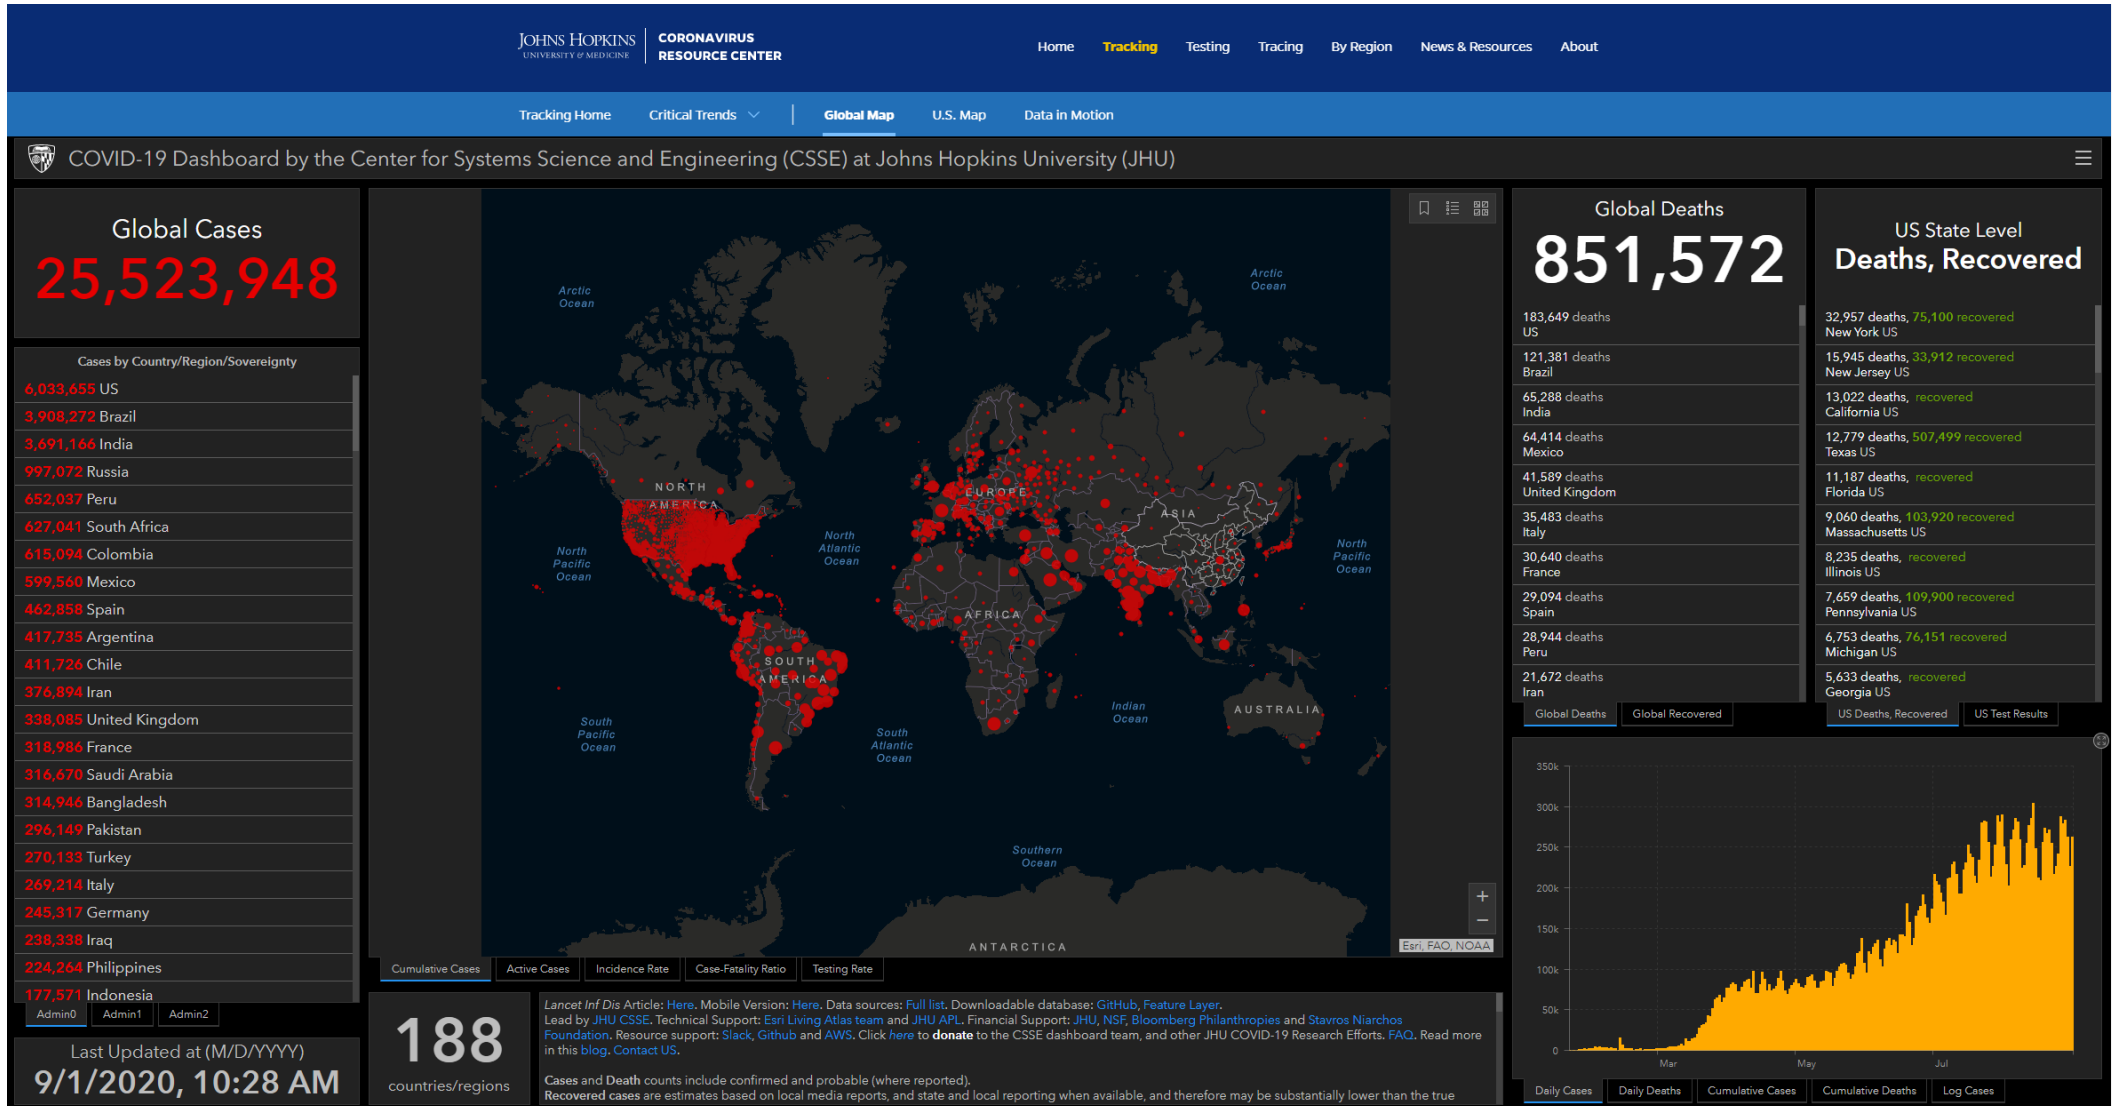 JOHNS HOPKINS
UNIVERSITY & MEDICINE
CORONAVIRUS
RESOURCE CENTER
Home
Tracking
Testing
Tracing
By Region
News & Resources
About
Tracking Home
Critical Trends
Global Map
U.S. Map
Data in Motion
COVID-19 Dashboard by the Center for Systems Science and Engineering (CSSE) at Johns Hopkins University (JHU)
Global Cases
25,523,948
Cases by Country/Region/Sovereignty
6,033,655 US
3,908,272 Brazil
3,691,166 India
997,072 Russia
652,037 Peru
627,041 South Africa
615,094 Colombia
599,560 Mexico
462,858 Spain
417,735 Argentina
411,726 Chile
376,894 Iran
338,085 United Kingdom
318,986 France
316,670 Saudi Arabia
314,946 Bangladesh
296,149 Pakistan
270,133 Turkey
269,214 Italy
245,317 Germany
238,338 Iraq
224,264 Philippines
177,571 Indonesia
Admin0
Admin1
Admin2
Last Updated at (M/D/YYYY)
9/1/2020, 10:28 AM
Arctic
Ocean
Arctic
Ocean
NORTH
AMERICA
EUROPE
ASIA
North
Pacific
Ocean
North
Atlantic
Ocean
North
Pacific
Ocean
AFRICA
SOUTH
AMERICA
South
Pacific
Ocean
South
Atlantic
Ocean
Indian
Ocean
AUSTRALIA
Southern
Ocean
ANTARCTICA
+
−
Esri, FAO, NOAA
Cumulative Cases
Active Cases
Incidence Rate
Case-Fatality Ratio
Testing Rate
188
countries/regions
Lancet Inf Dis Article: Here. Mobile Version: Here. Data sources: Full list. Downloadable database: GitHub, Feature Layer.
Lead by JHU CSSE. Technical Support: Esri Living Atlas team and JHU APL. Financial Support: JHU, NSF, Bloomberg Philanthropies and Stavros Niarchos
Foundation. Resource support: Slack, Github and AWS. Click here to donate to the CSSE dashboard team, and other JHU COVID-19 Research Efforts. FAQ. Read more
in this blog. Contact US.
Cases and Death counts include confirmed and probable (where reported).
Recovered cases are estimates based on local media reports, and state and local reporting when available, and therefore may be substantially lower than the true
Global Deaths
851,572
183,649 deaths
US
121,381 deaths
Brazil
65,288 deaths
India
64,414 deaths
Mexico
41,589 deaths
United Kingdom
35,483 deaths
Italy
30,640 deaths
France
29,094 deaths
Spain
28,944 deaths
Peru
21,672 deaths
Iran
Global Deaths
Global Recovered
US State Level
Deaths, Recovered
32,957 deaths, 75,100 recovered
New York US
15,945 deaths, 33,912 recovered
New Jersey US
13,022 deaths, recovered
California US
12,779 deaths, 507,499 recovered
Texas US
11,187 deaths, recovered
Florida US
9,060 deaths, 103,920 recovered
Massachusetts US
8,235 deaths, recovered
Illinois US
7,659 deaths, 109,900 recovered
Pennsylvania US
6,753 deaths, 76,151 recovered
Michigan US
5,633 deaths, recovered
Georgia US
US Deaths, Recovered
US Test Results
350k
300k
250k
200k
150k
100k
50k
0
Mar
May
Jul
Daily Cases
Daily Deaths
Cumulative Cases
Cumulative Deaths
Log Cases